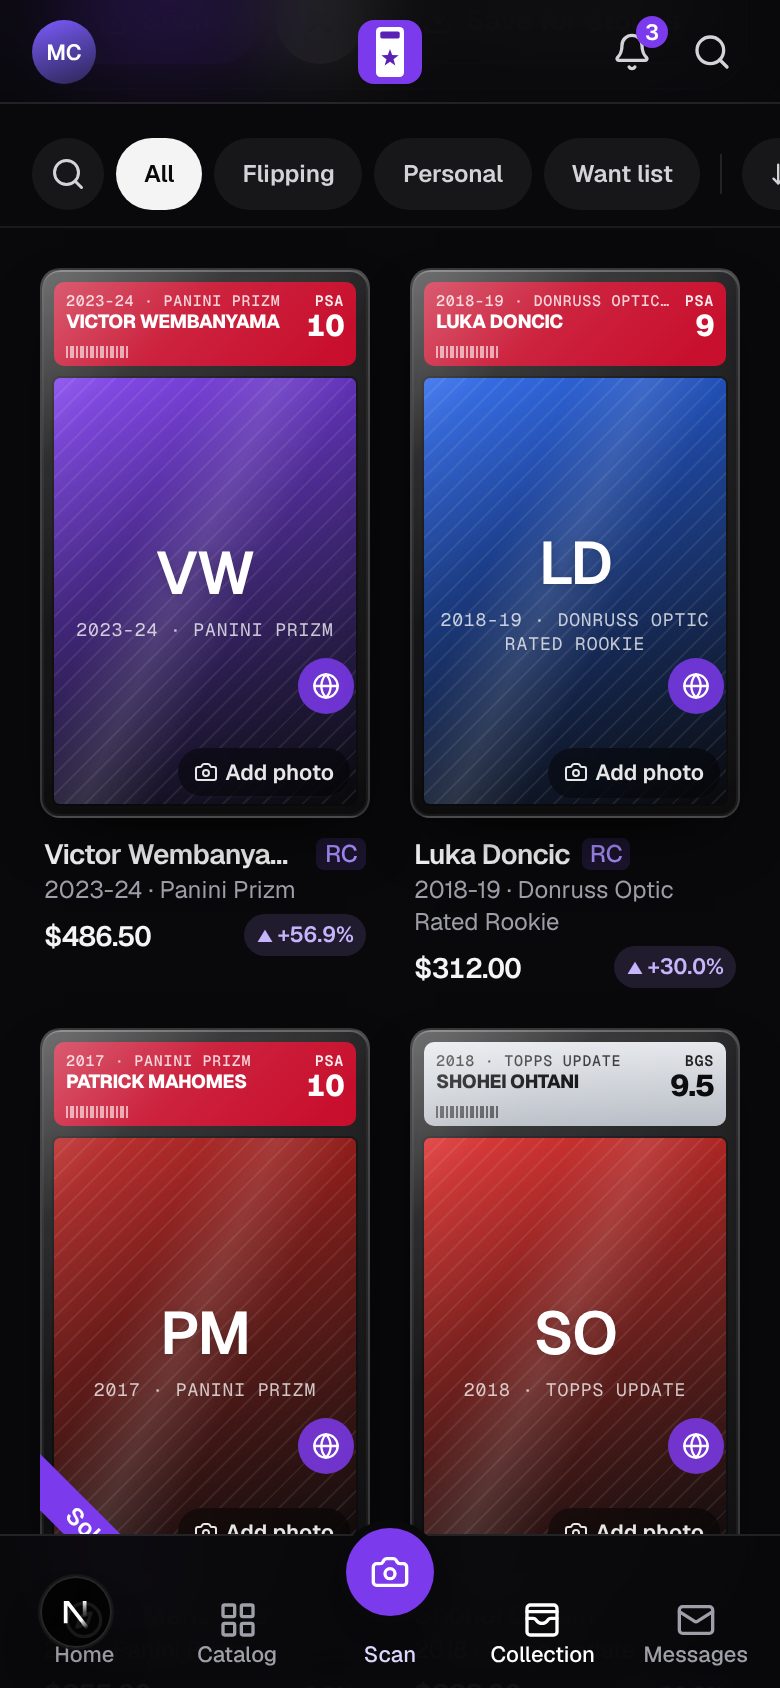 MC
3
All
Flipping
Personal
Want list
2023-24 · PANINI PRIZM
PSA
VICTOR WEMBANYAMA
10
2018-19 · DONRUSS OPTIC…
PSA
LUKA DONCIC
9
VW
2023-24 · PANINI PRIZM
Add photo
LD
2018-19 · DONRUSS OPTIC
RATED ROOKIE
Add photo
Victor Wembanya...
RC
2023-24 · Panini Prizm
$486.50
▲ +56.9%
Luka Doncic
RC
2018-19 · Donruss Optic
Rated Rookie
$312.00
▲ +30.0%
2017 · PANINI PRIZM
PSA
PATRICK MAHOMES
10
2018 · TOPPS UPDATE
BGS
SHOHEI OHTANI
9.5
PM
2017 · PANINI PRIZM
Add photo
SO
2018 · TOPPS UPDATE
Add photo
N
Home
Catalog
Scan
Collection
Messages